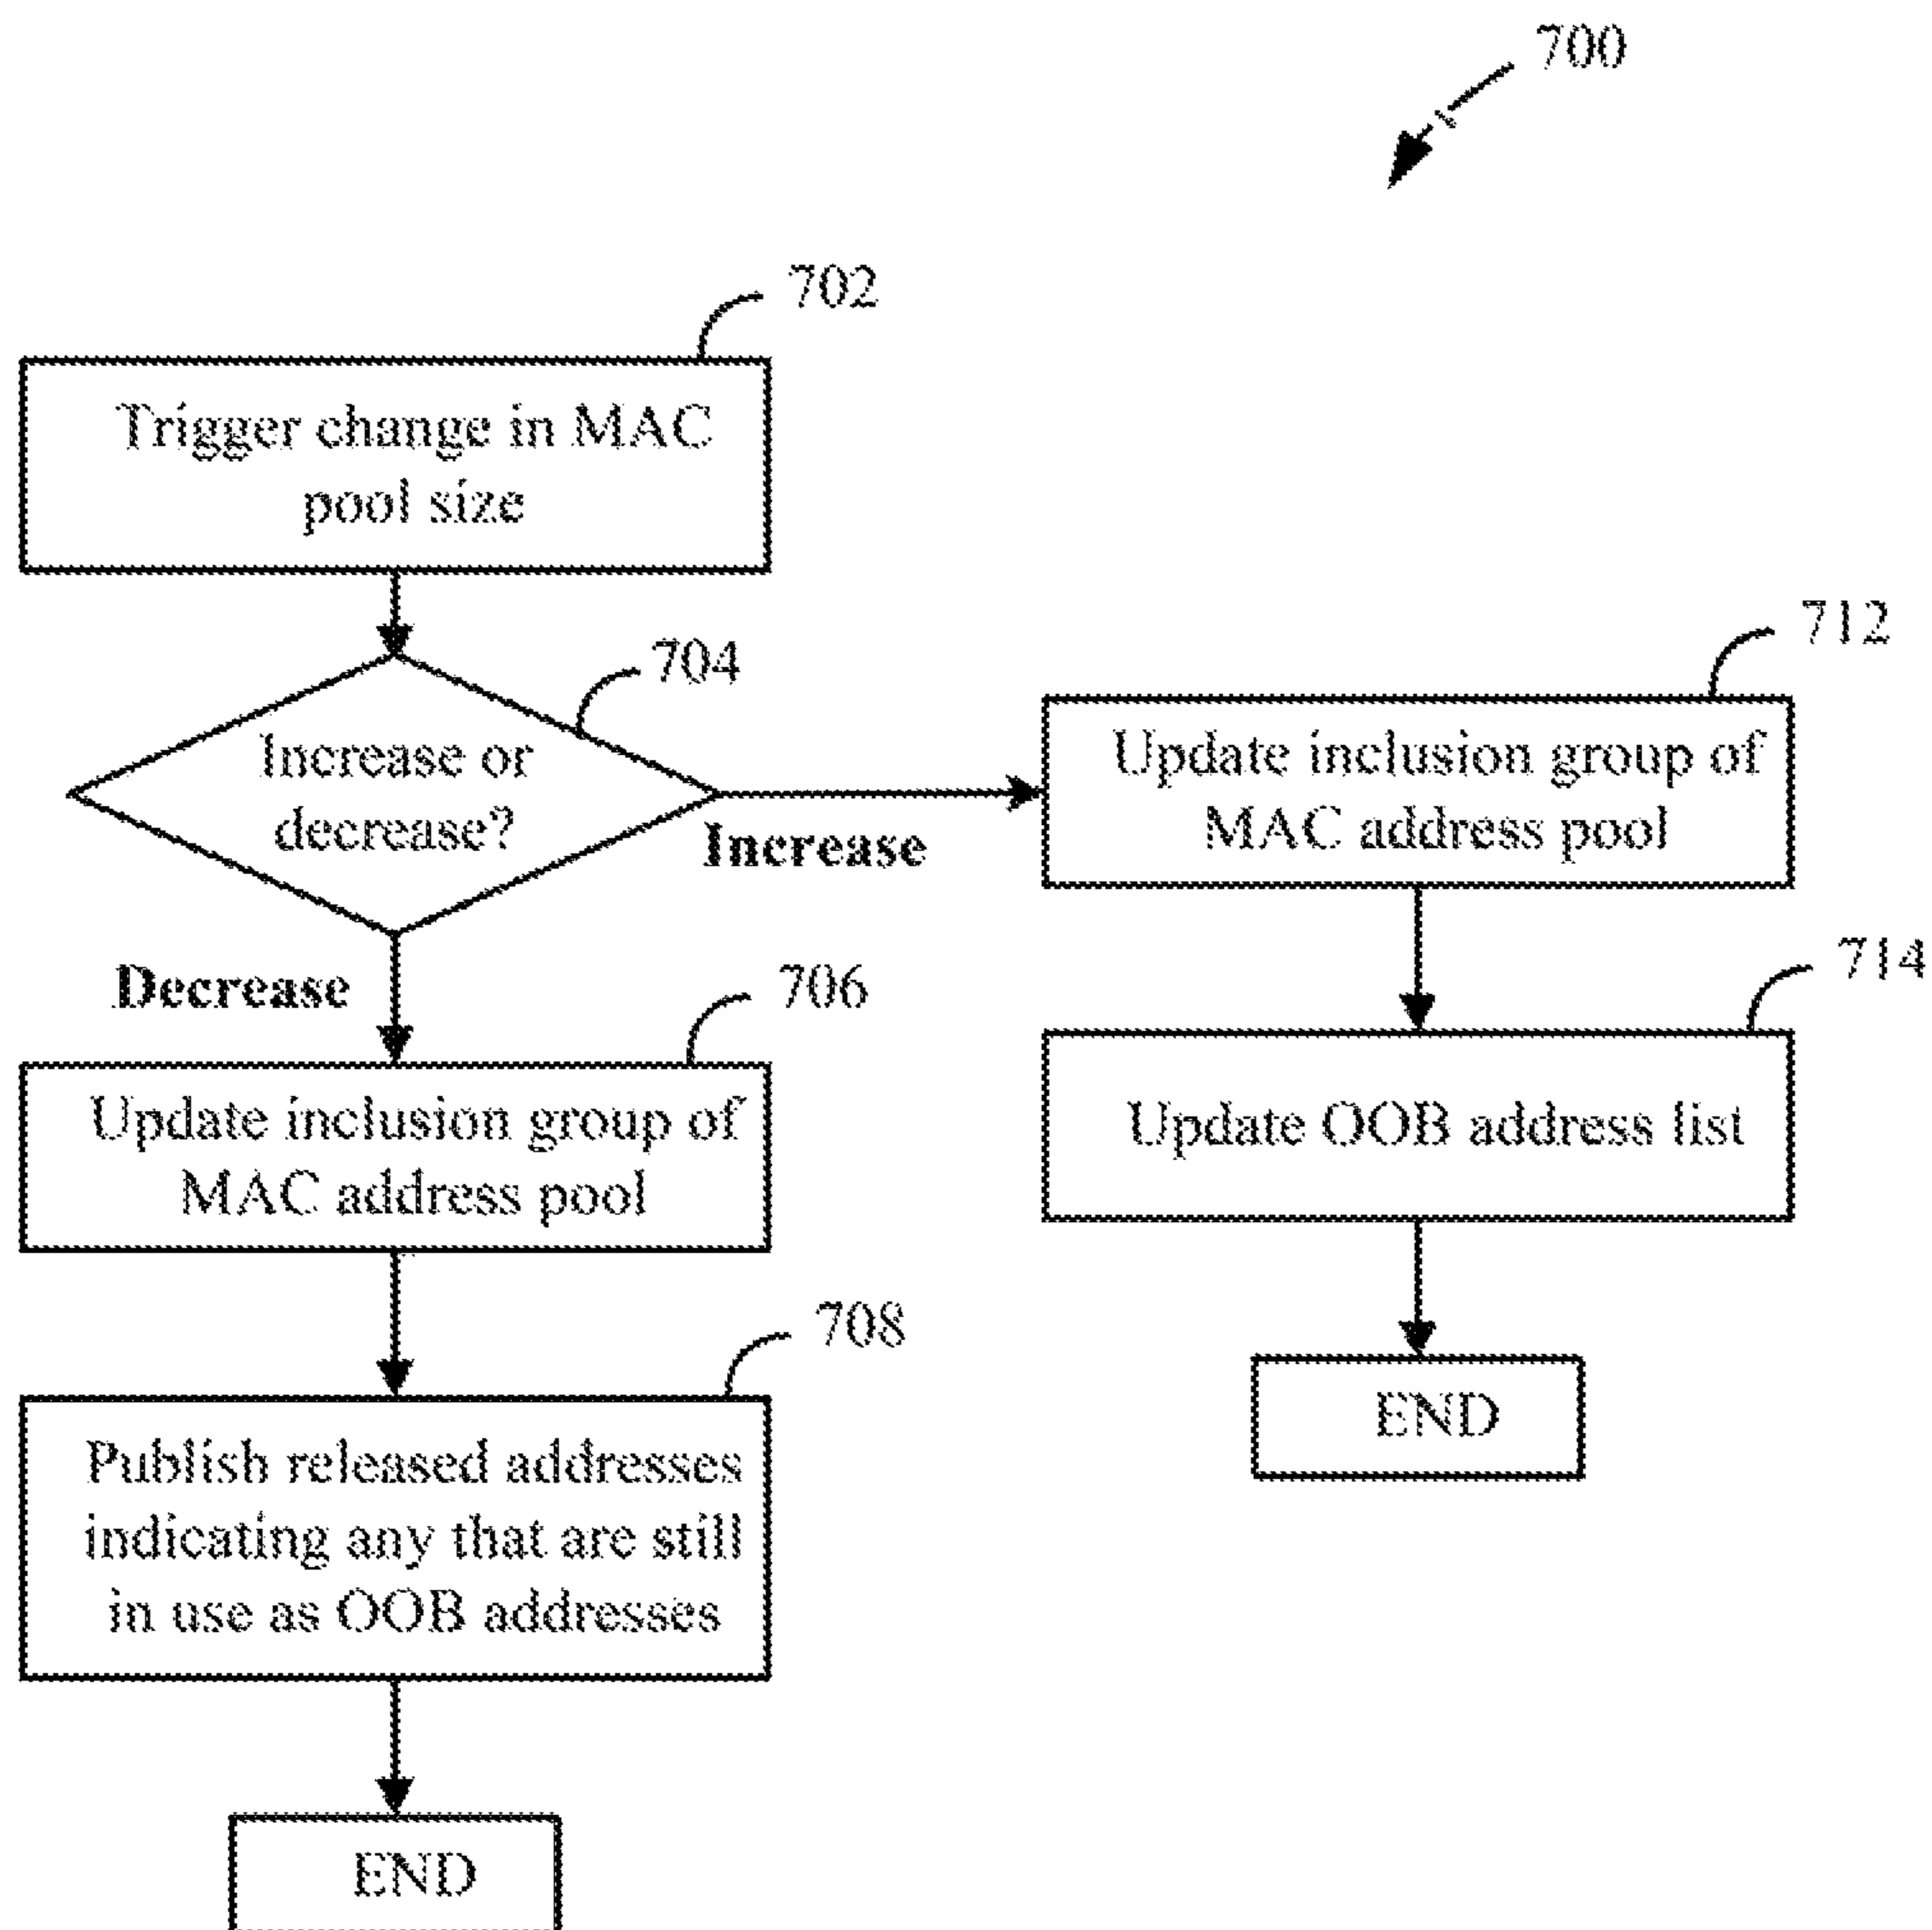 700
702
Trigger change in MAC
pool size
704
Increase or
decrease?
Increase
Decrease
706
Update inclusion group of
MAC address pool
708
Publish released addresses
indicating any that are still
in use as OOB addresses
END
712
Update inclusion group of
MAC address pool
714
Update OOB address list
END